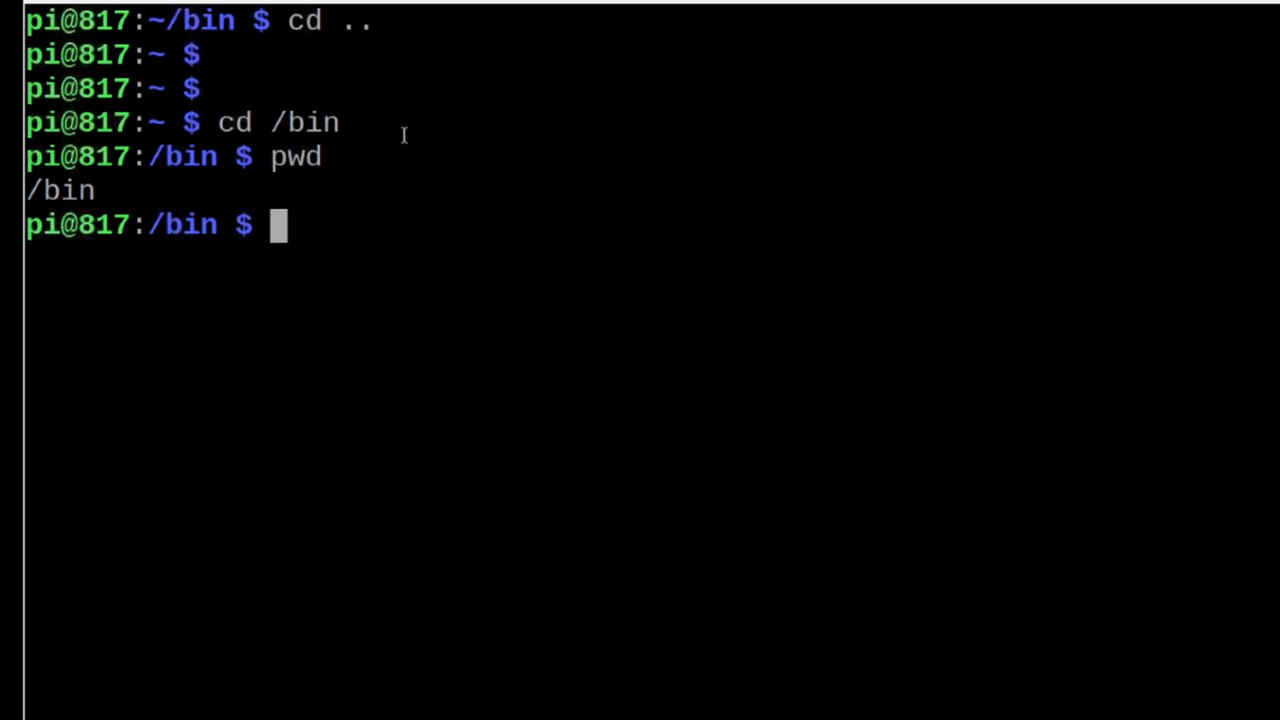 pi@817:~/bin $ cd ..
pi@817:~ $
pi@817:~ $
pi@817:~ $ cd /bin
pi@817:/bin $ pwd
/bin
pi@817:/bin $